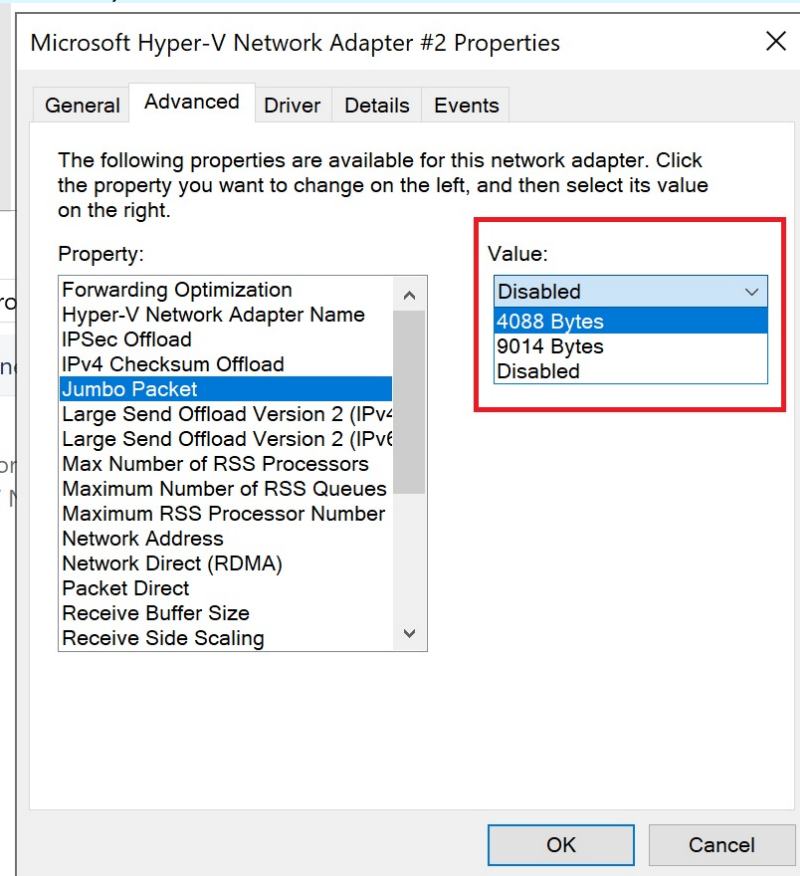 Microsoft Hyper-V Network Adapter #2 Properties
General Advanced Driver Details Events
The following properties are available for this network adapter. Click
the property you want to change on the left, and then select its value
on the right.
Property:
Forwarding Optimization
Hyper-V Network Adapter Name
IPSec Offload
IPv4 Checksum Offload
Jumbo Packet
Large Send Offload Version 2 (IPv4
Large Send Offload Version 2 (IPv6
Max Number of RSS Processors
Maximum Number of RSS Queues
Maximum RSS Processor Number
Network Address
Network Direct (RDMA)
Packet Direct
Receive Buffer Size
Receive Side Scaling
Value:
Disabled
4088 Bytes
9014 Bytes
Disabled
OK Cancel